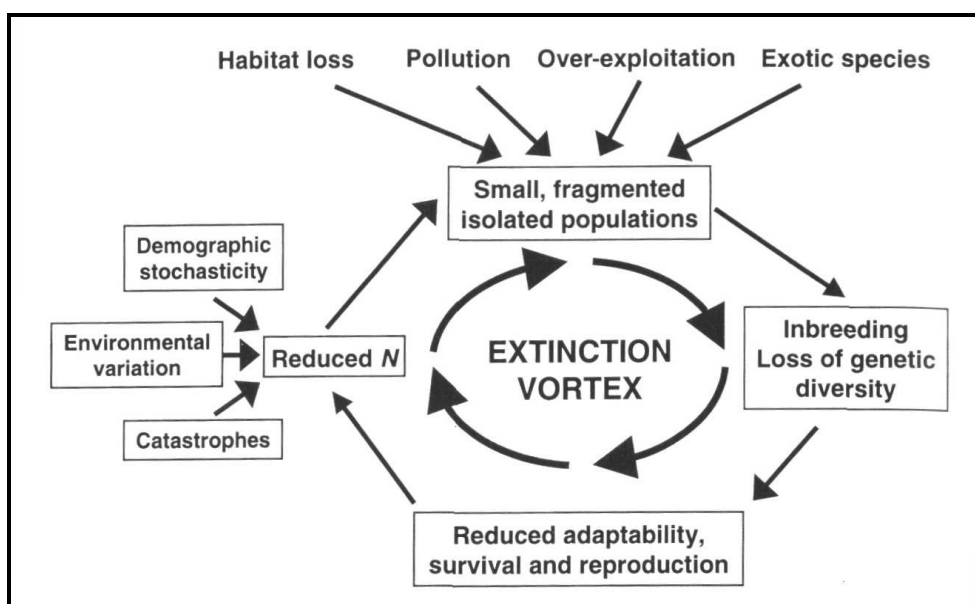 Habitat loss
Pollution
Over-exploitation
Exotic species
Small, fragmented
isolated populations
Demographic
stochasticity
Environmental
variation
Reduced N
Catastrophes
EXTINCTION
VORTEX
Inbreeding
Loss of genetic
diversity
Reduced adaptability,
survival and reproduction